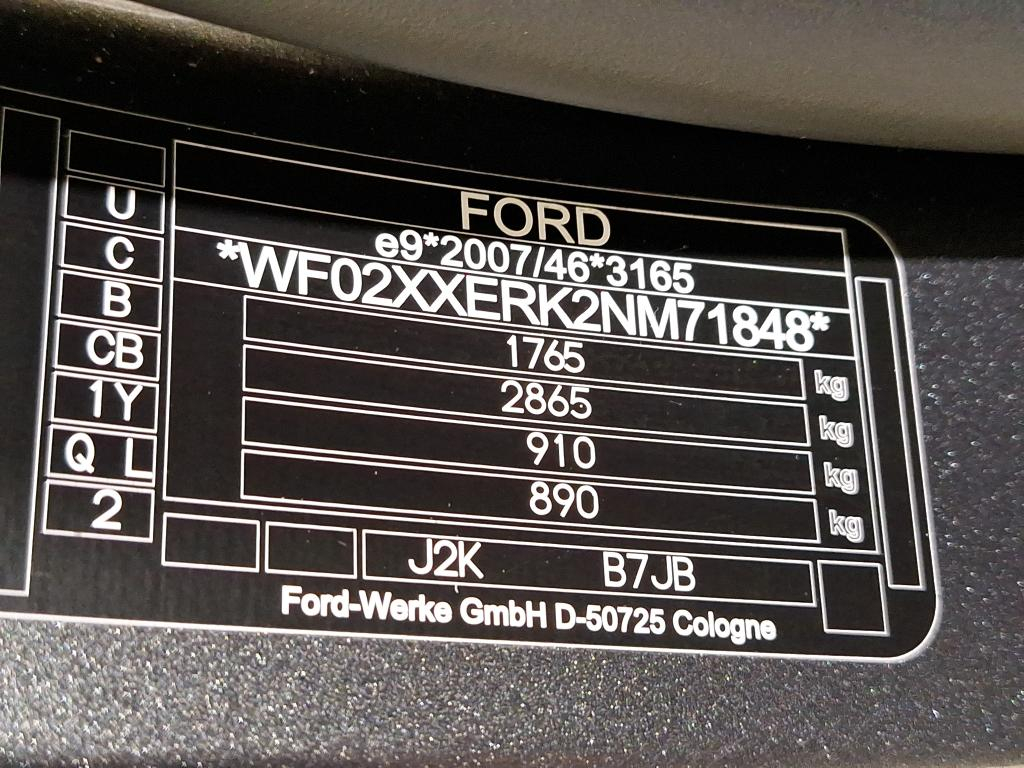 FORD
e9*2007/46*3165
*WF02XXERK2NM71848*
1765 kg
2865 kg
910 kg
890 kg
U
C
B
CB
1Y
Q L
2
J2K B7JB
Ford-Werke GmbH D-50725 Cologne